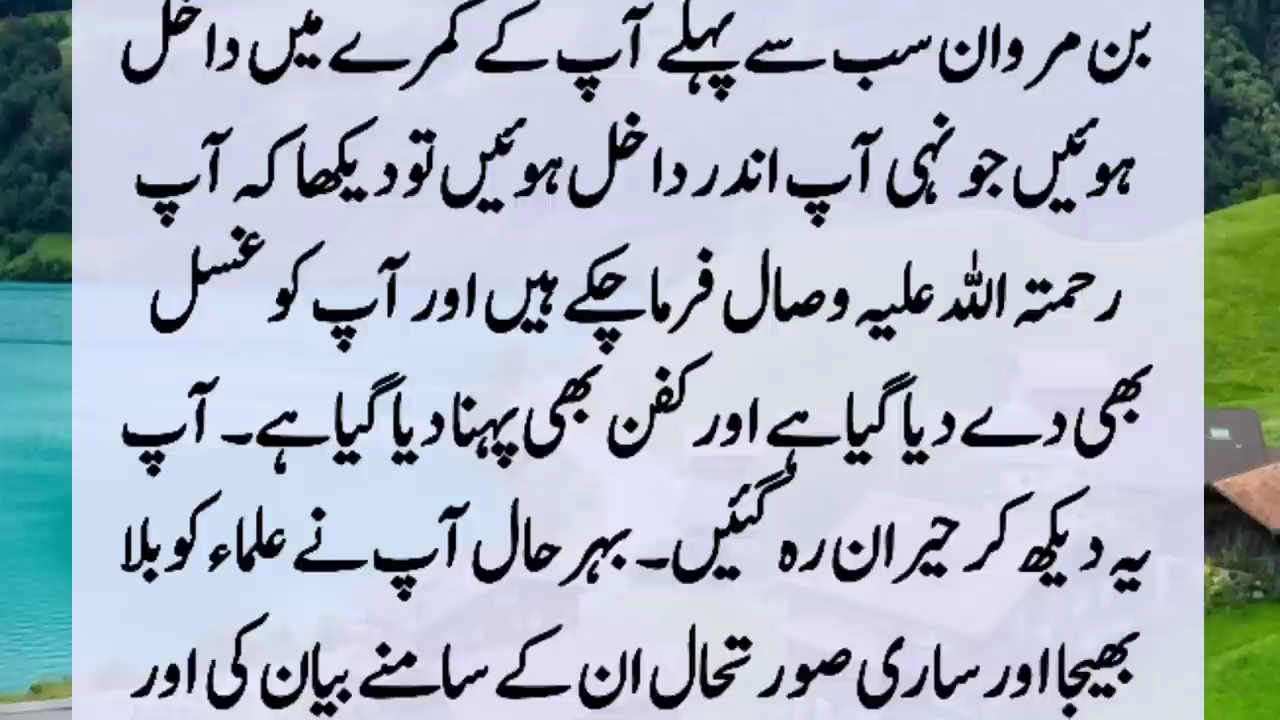 بن مروان سب سے پہلے آپ کے کمرے میں داخل
ہوئیں جونہی آپ اندر داخل ہوئیں تو دیکھا کہ آپ
رحمتہ اللہ علیہ وصال فرما چکے ہیں اور آپ کو غسل
بھی دے دیا گیا ہے اور کفن بھی پہنا دیا گیا ہے۔ آپ
یہ دیکھ کر حیران رہ گئیں۔ بہر حال آپ نے علماء کو بلا
بھیجا اور ساری صورتحال ان کے سامنے بیان کی اور